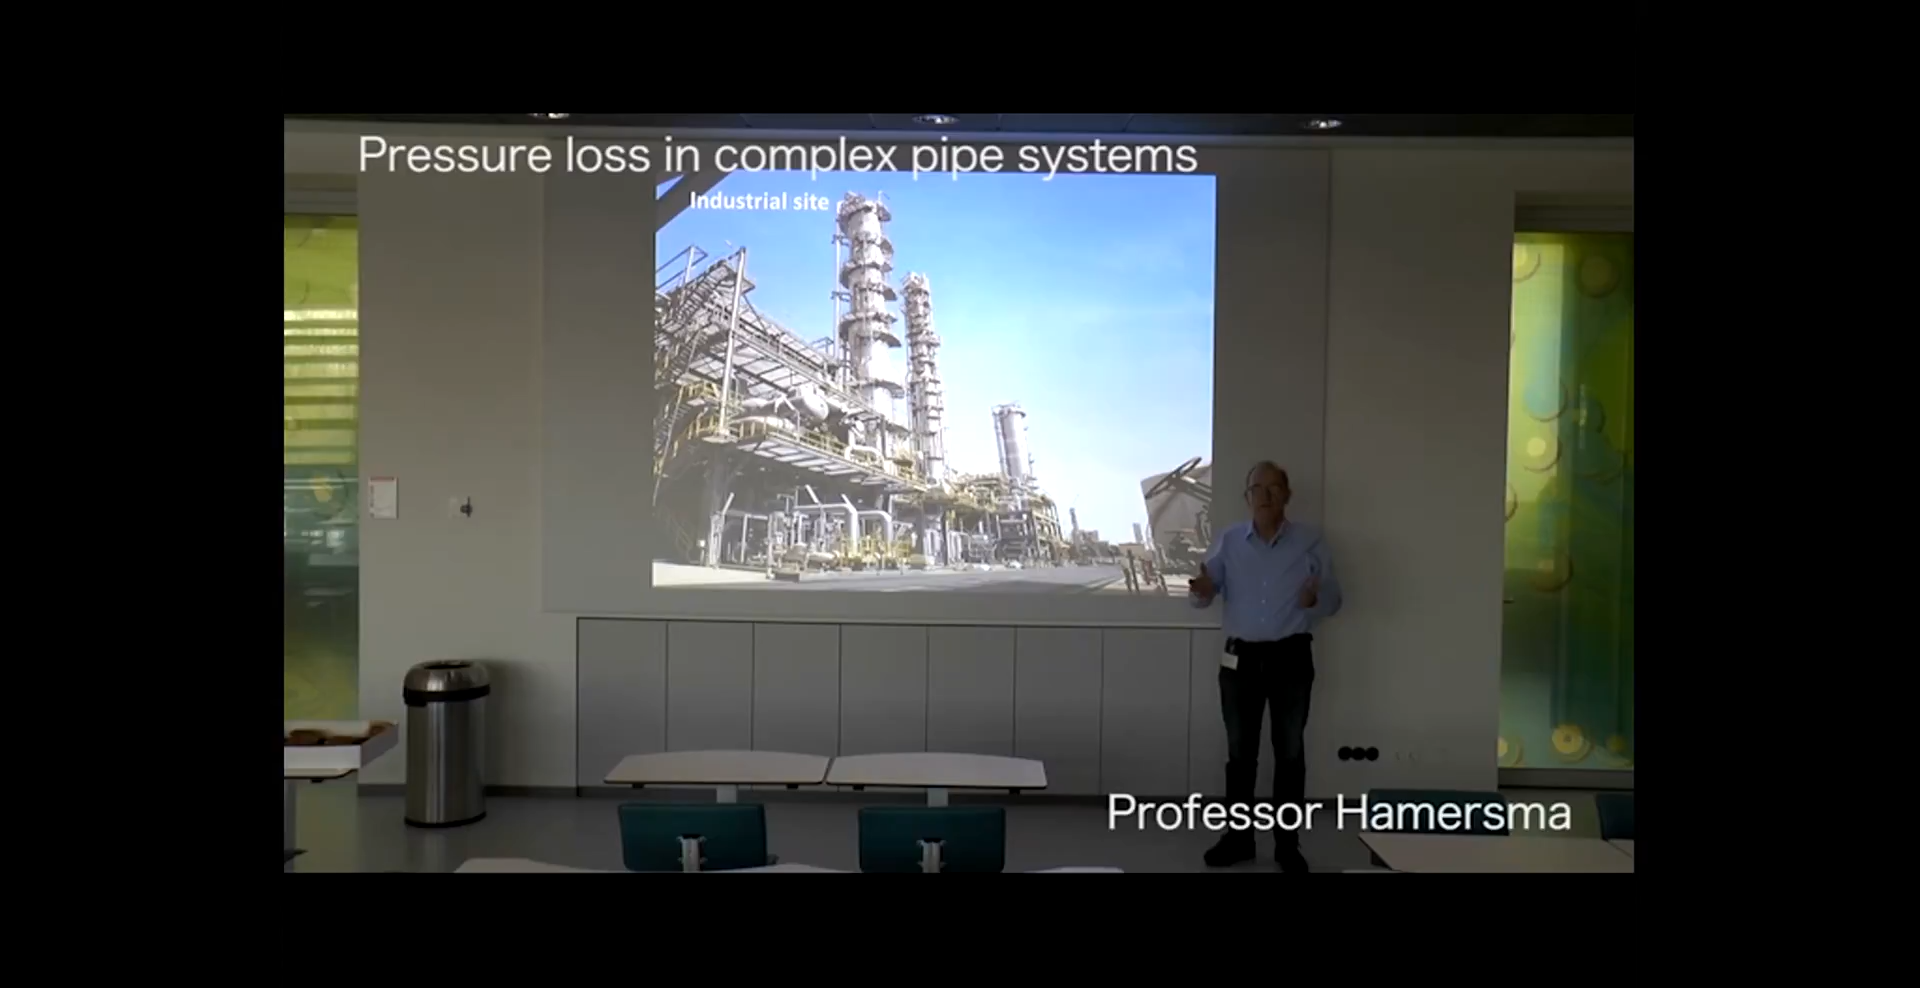 Pressure loss in complex pipe systems
Industrial site
Professor Hamersma